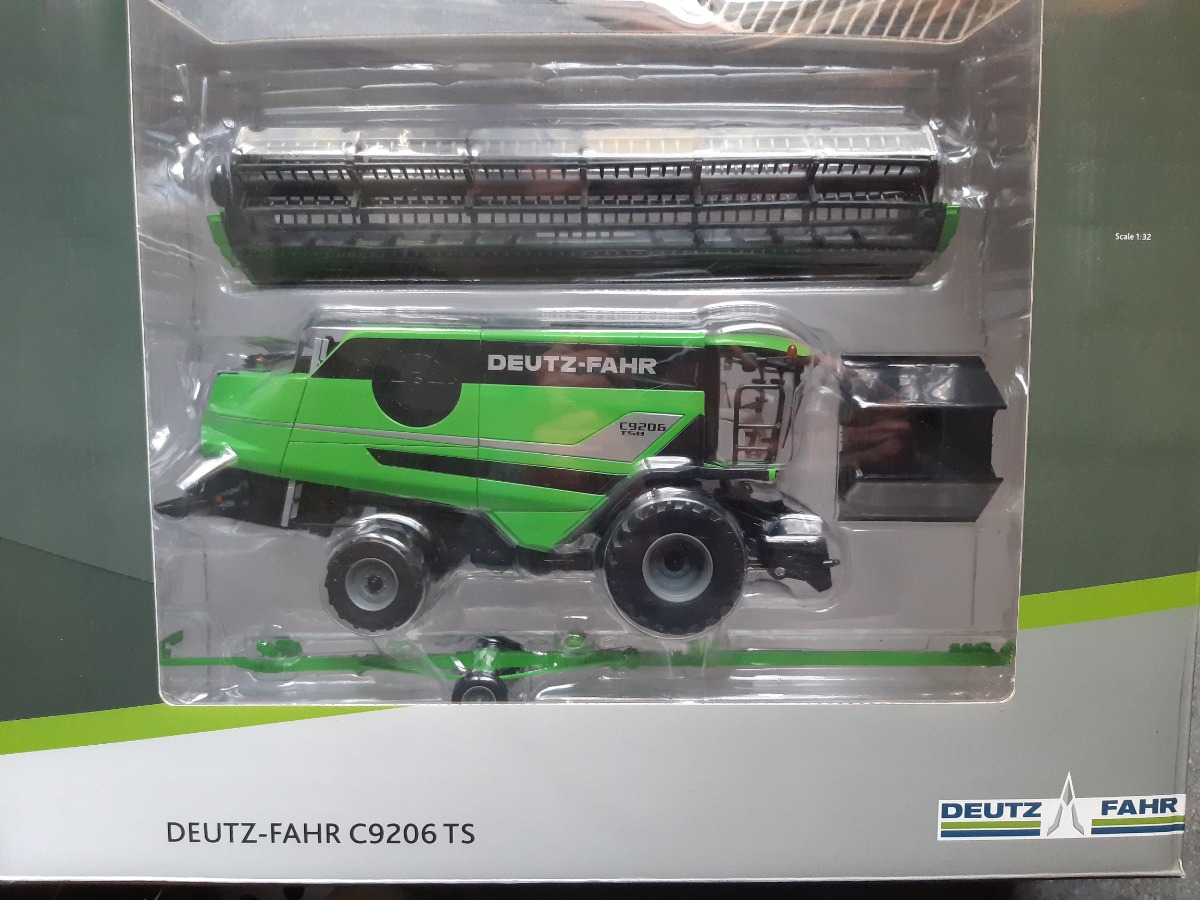 Scale 1:32
DEUTZ-FAHR
C9206
TSB
DEUTZ-FAHR C9206 TS
DEUTZ FAHR